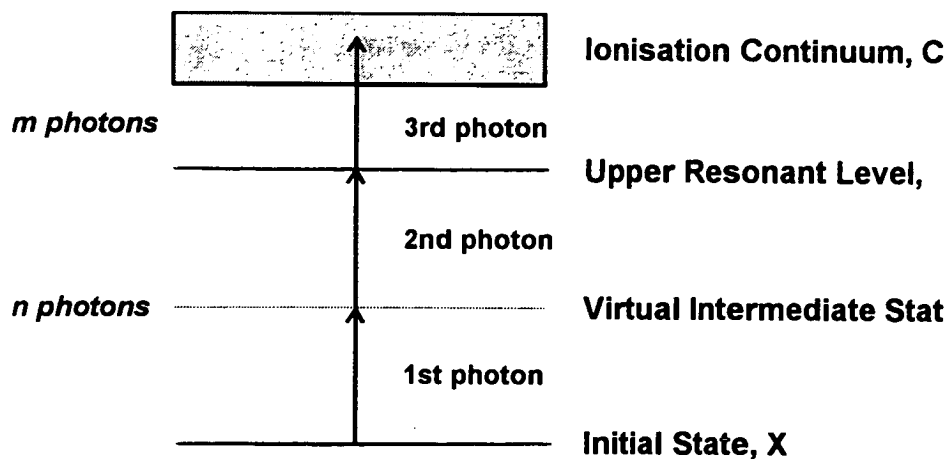 Ionisation Continuum, C
m photons
3rd photon
Upper Resonant Level,
2nd photon
n photons
Virtual Intermediate Stat
1st photon
Initial State, X